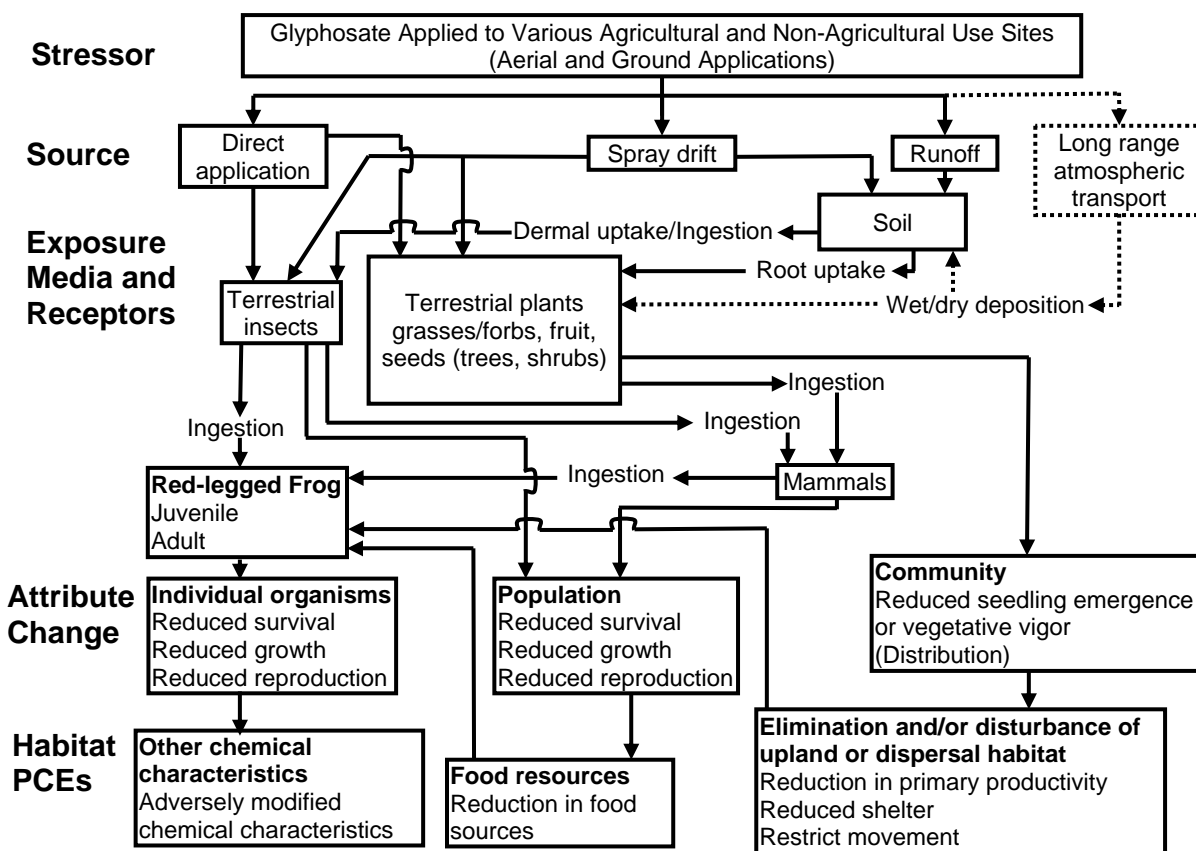 Stressor
Glyphosate Applied to Various Agricultural and Non-Agricultural Use Sites
(Aerial and Ground Applications)
Source
Direct
application
Spray drift
Runoff
Long range
atmospheric
transport
Exposure
Media and
Receptors
Soil
Dermal uptake/Ingestion
Root uptake
Wet/dry deposition
Terrestrial
insects
Terrestrial plants
grasses/forbs, fruit,
seeds (trees, shrubs)
Ingestion
Ingestion
Ingestion
Ingestion
Mammals
Red-legged Frog
Juvenile
Adult
Attribute
Change
Individual organisms
Reduced survival
Reduced growth
Reduced reproduction
Population
Reduced survival
Reduced growth
Reduced reproduction
Community
Reduced seedling emergence
or vegetative vigor
(Distribution)
Habitat
PCEs
Other chemical
characteristics
Adversely modified
chemical characteristics
Food resources
Reduction in food
sources
Elimination and/or disturbance of
upland or dispersal habitat
Reduction in primary productivity
Reduced shelter
Restrict movement